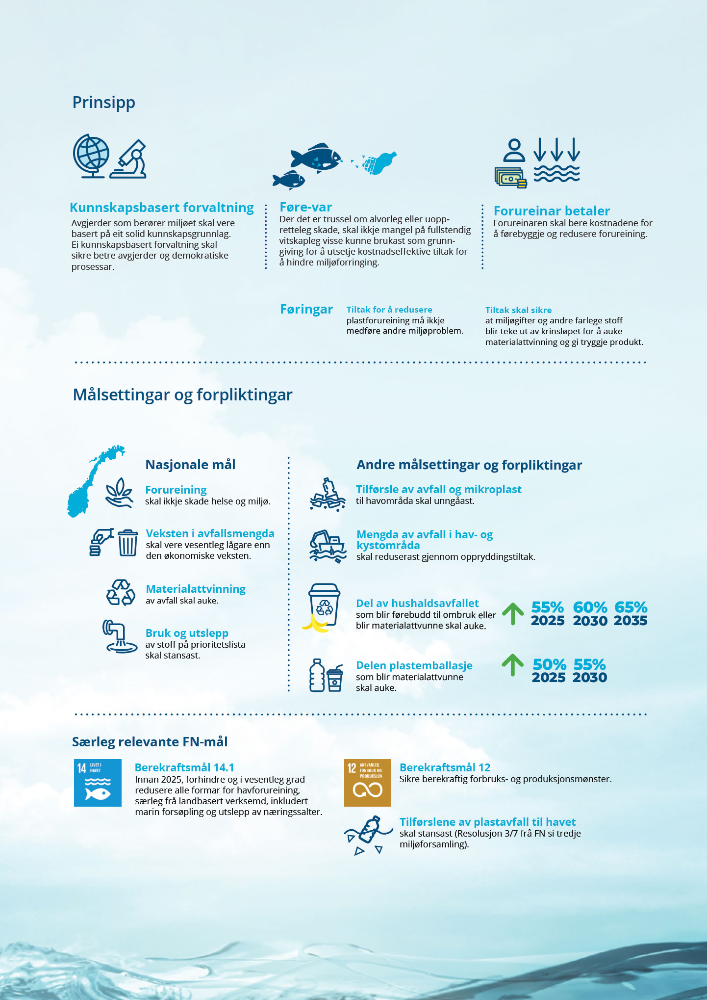 Prinsipp
Kunnskapsbasert forvaltning
Avgjerder som berører miljøet skal vere
basert på eit solid kunnskapsgrunnlag.
Ei kunnskapsbasert forvaltning skal
sikre betre avgjerder og demokratiske
prosessar.
Føre-var
Der det er trussel om alvorleg eller uopp-
retteleg skade, skal ikkje mangel på fullstendig
vitskapleg visse kunne brukast som grunn-
giving for å utsetje kostnadseffektive tiltak for
å hindre miljøforringing.
Forureinar betaler
Forureinaren skal bere kostnadene for
å førebyggje og redusere forureining.
Føringar
Tiltak for å redusere
plastforureining må ikkje
medføre andre miljøproblem.
Tiltak skal sikre
at miljøgifter og andre farlege stoff
blir teke ut av krinsløpet for å auke
materialattvinning og gi tryggje produkt.
Målsettingar og forpliktingar
Nasjonale mål
Forureining
skal ikkje skade helse og miljø.
Veksten i avfallsmengda
skal vere vesentleg lågare enn
den økonomiske veksten.
Materialattvinning
av avfall skal auke.
Bruk og utslepp
av stoff på prioritetslista
skal stansast.
Andre målsettingar og forpliktingar
Tilførsle av avfall og mikroplast
til havområda skal unngåast.
Mengda av avfall i hav- og
kystområda
skal reduserast gjennom oppryddingstiltak.
Del av hushaldsavfallet
som blir førebudd til ombruk eller
blir materialattvunne skal auke.
55% 60% 65%
2025 2030 2035
Delen plastemballasje
som blir materialattvunne
skal auke.
50% 55%
2025 2030
Særleg relevante FN-mål
14 LIVET I
HAVET
Berekraftsmål 14.1
Innan 2025, forhindre og i vesentleg grad
redusere alle formar for havforureining,
særleg frå landbasert verksemd, inkludert
marin forsøpling og utslepp av næringssalter.
12 ANSVARLEG
FORBRUK OG
PRODUKSJON
Berekraftsmål 12
Sikre berekraftig forbruks- og produksjonsmønster.
Tilførslene av plastavfall til havet
skal stansast (Resolusjon 3/7 frå FN si tredje
miljøforsamling).